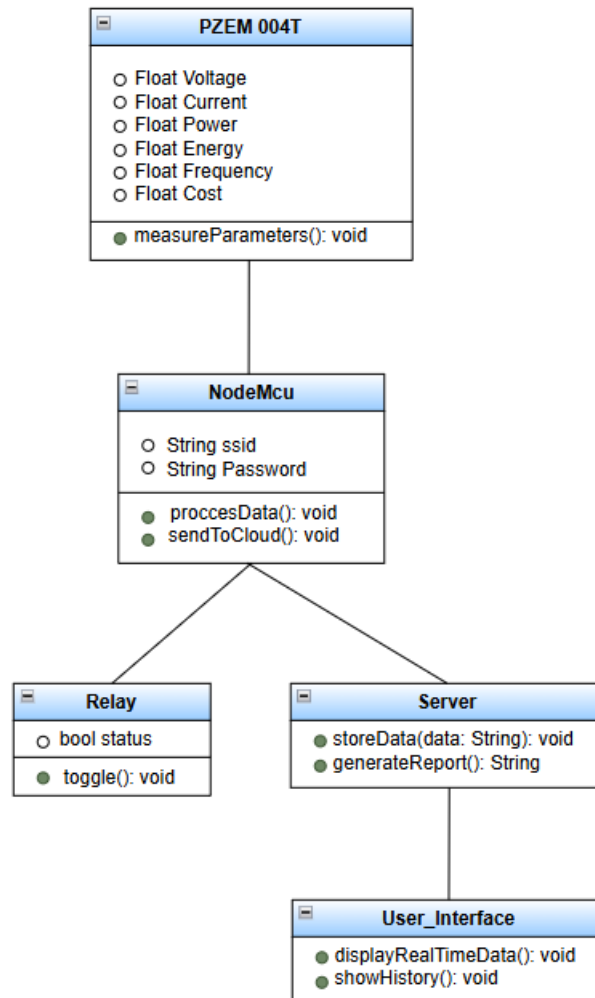 PZEM 004T
Float Voltage
Float Current
Float Power
Float Energy
Float Frequency
Float Cost
measureParameters(): void
NodeMcu
String ssid
String Password
proccesData(): void
sendToCloud(): void
Relay
bool status
toggle(): void
Server
storeData(data: String): void
generateReport(): String
User_Interface
displayRealTimeData(): void
showHistory(): void